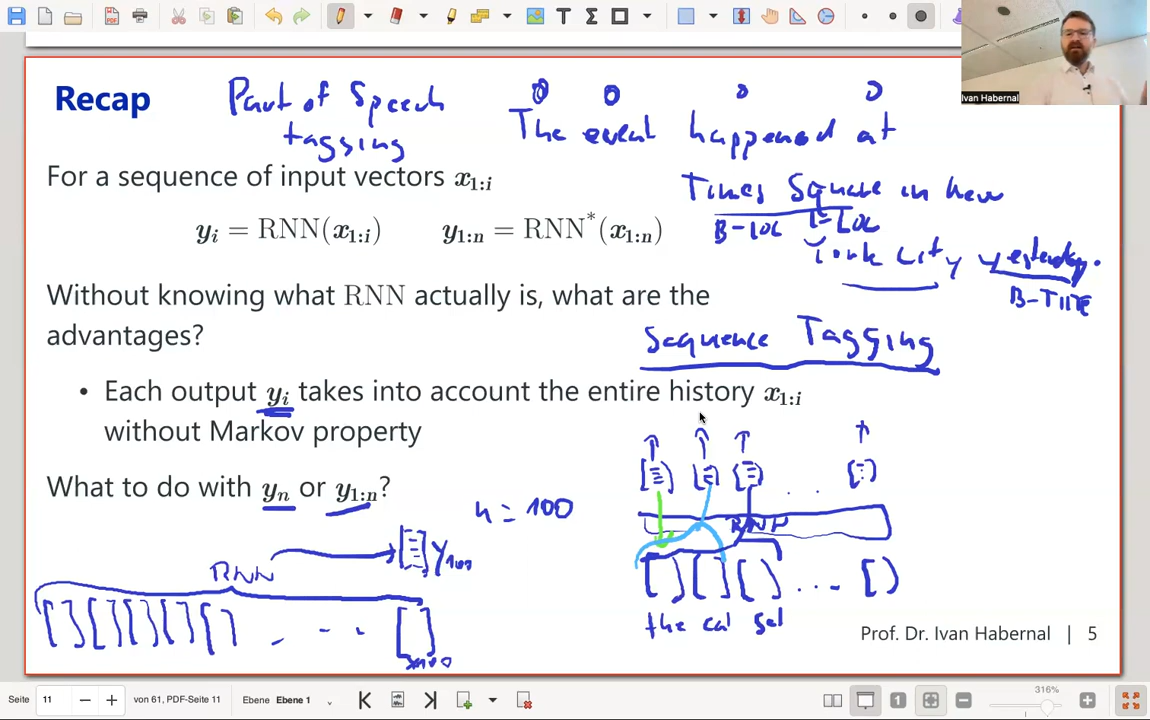 Ivan Habernal
Recap
Part of Speech
tagging
O O O O
The event happened at
Times Square in New
B-LOC I-LOC
York City yesterday.
B-TIME
For a sequence of input vectors x1:i
yi = RNN(x1:i) y1:n = RNN*(x1:n)
Without knowing what RNN actually is, what are the
advantages?
Sequence Tagging
• Each output yi takes into account the entire history x1:i
without Markov property
What to do with yn or y1:n?
n = 100
RNN
y100
x100
RNN
the cat sat
Prof. Dr. Ivan Habernal | 5
Seite 11 von 61, PDF-Seite 11 Ebene Ebene 1
316%